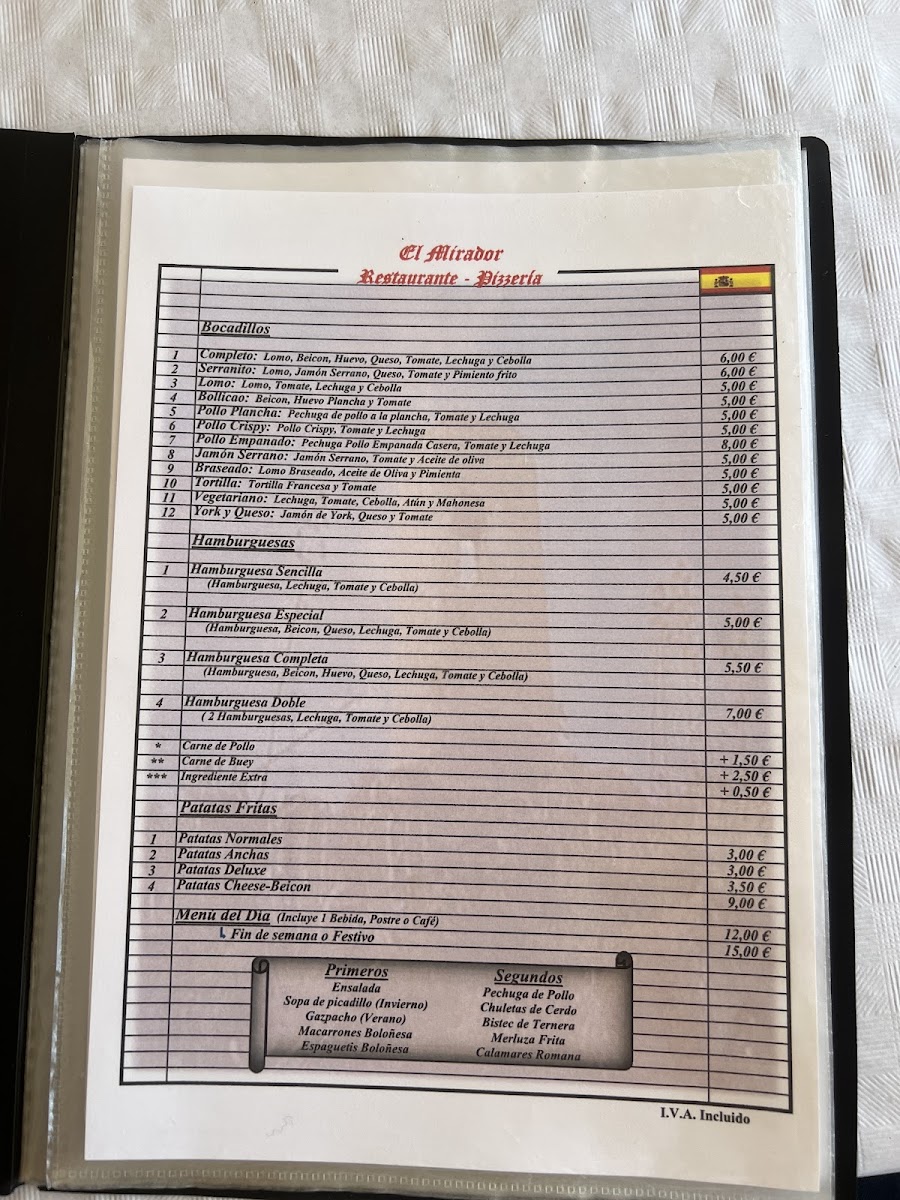 El Mirador
Restaurante - Pizzería
Bocadillos
1 Completo: Lomo, Beicon, Huevo, Queso, Tomate, Lechuga y Cebolla 6,00 €
2 Serranito: Lomo, Jamón Serrano, Queso, Tomate y Pimiento frito 6,00 €
3 Lomo: Lomo, Tomate, Lechuga y Cebolla 5,00 €
4 Bollicao: Beicon, Huevo Plancha y Tomate 5,00 €
5 Pollo Plancha: Pechuga de pollo a la plancha, Tomate y Lechuga 5,00 €
6 Pollo Crispy: Pollo Crispy, Tomate y Lechuga 5,00 €
7 Pollo Empanado: Pechuga Pollo Empanada Casera, Tomate y Lechuga 8,00 €
8 Jamón Serrano: Jamón Serrano, Tomate y Aceite de oliva 5,00 €
9 Braseado: Lomo Braseado, Aceite de Oliva y Pimienta 5,00 €
10 Tortilla: Tortilla Francesa y Tomate 5,00 €
11 Vegetariano: Lechuga, Tomate, Cebolla, Atún y Mahonesa 5,00 €
12 York y Queso: Jamón de York, Queso y Tomate 5,00 €
Hamburguesas
1 Hamburguesa Sencilla 4,50 €
(Hamburguesa, Lechuga, Tomate y Cebolla)
2 Hamburguesa Especial 5,00 €
(Hamburguesa, Beicon, Queso, Lechuga, Tomate y Cebolla)
3 Hamburguesa Completa 5,50 €
(Hamburguesa, Beicon, Huevo, Queso, Lechuga, Tomate y Cebolla)
4 Hamburguesa Doble 7,00 €
( 2 Hamburguesas, Lechuga, Tomate y Cebolla)
* Carne de Pollo + 1,50 €
** Carne de Buey + 2,50 €
*** Ingrediente Extra + 0,50 €
Patatas Fritas
1 Patatas Normales 3,00 €
2 Patatas Anchas 3,00 €
3 Patatas Deluxe 3,50 €
4 Patatas Cheese-Beicon 9,00 €
Menú del Dia (Incluye 1 Bebida, Postre o Café) 12,00 €
↳ Fin de semana o Festivo 15,00 €
Primeros
Ensalada
Sopa de picadillo (Invierno)
Gazpacho (Verano)
Macarrones Boloñesa
Espaguetis Boloñesa
Segundos
Pechuga de Pollo
Chuletas de Cerdo
Bistec de Ternera
Merluza Frita
Calamares Romana
I.V.A. Incluido